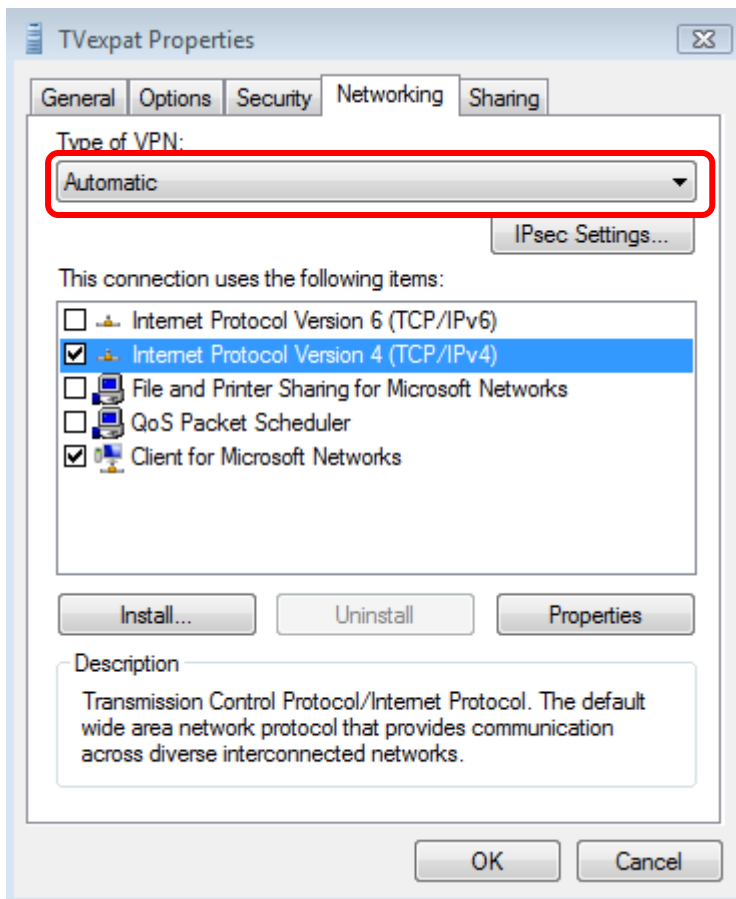 TVexpat Properties
General Options Security Networking Sharing
Type of VPN:
Automatic
IPsec Settings...
This connection uses the following items:
Internet Protocol Version 6 (TCP/IPv6)
Internet Protocol Version 4 (TCP/IPv4)
File and Printer Sharing for Microsoft Networks
QoS Packet Scheduler
Client for Microsoft Networks
Install... Uninstall Properties
Description
Transmission Control Protocol/Internet Protocol. The default
wide area network protocol that provides communication
across diverse interconnected networks.
OK Cancel